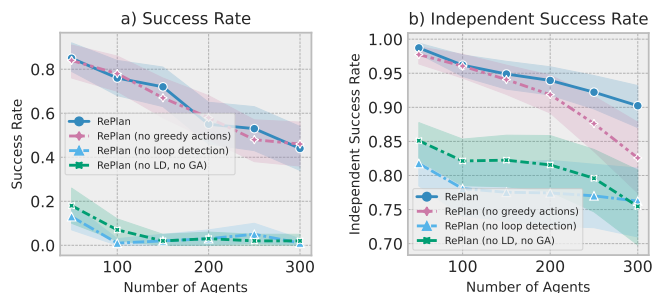 a) Success Rate
Success Rate
0.8
0.6
0.4
0.2
0.0
RePlan
RePlan (no greedy actions)
RePlan (no loop detection)
RePlan (no LD, no GA)
100
200
300
Number of Agents
b) Independent Success Rate
Independent Success Rate
1.00
0.95
0.90
0.85
0.80
0.75
0.70
RePlan
RePlan (no greedy actions)
RePlan (no loop detection)
RePlan (no LD, no GA)
100
200
300
Number of Agents